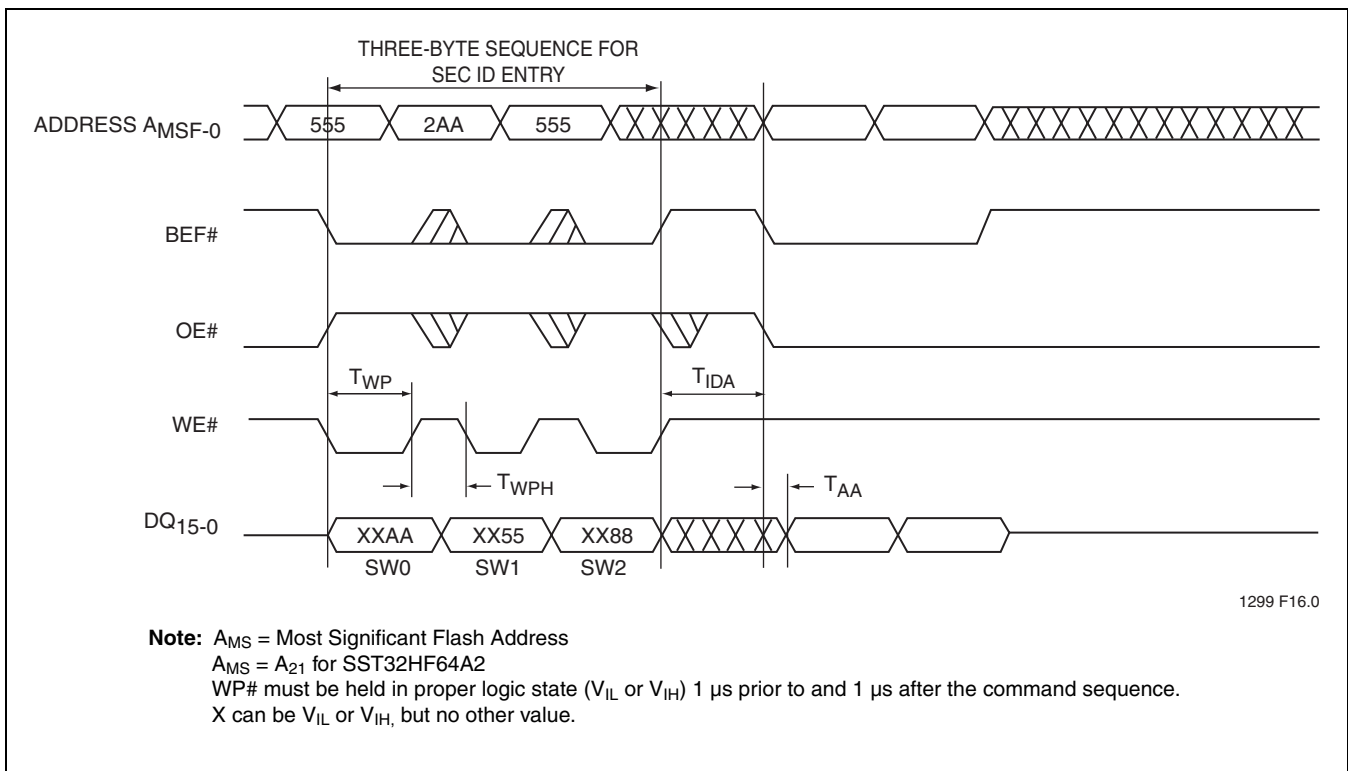 THREE-BYTE SEQUENCE FOR
SEC ID ENTRY
ADDRESS AMSF-0
555 2AA 555
BEF#
OE#
TWP TIDA
WE#
TWPH TAA
DQ15-0
XXAA XX55 XX88
SW0 SW1 SW2
1299 F16.0
Note: AMS = Most Significant Flash Address
AMS = A21 for SST32HF64A2
WP# must be held in proper logic state (VIL or VIH) 1 µs prior to and 1 µs after the command sequence.
X can be VIL or VIH, but no other value.